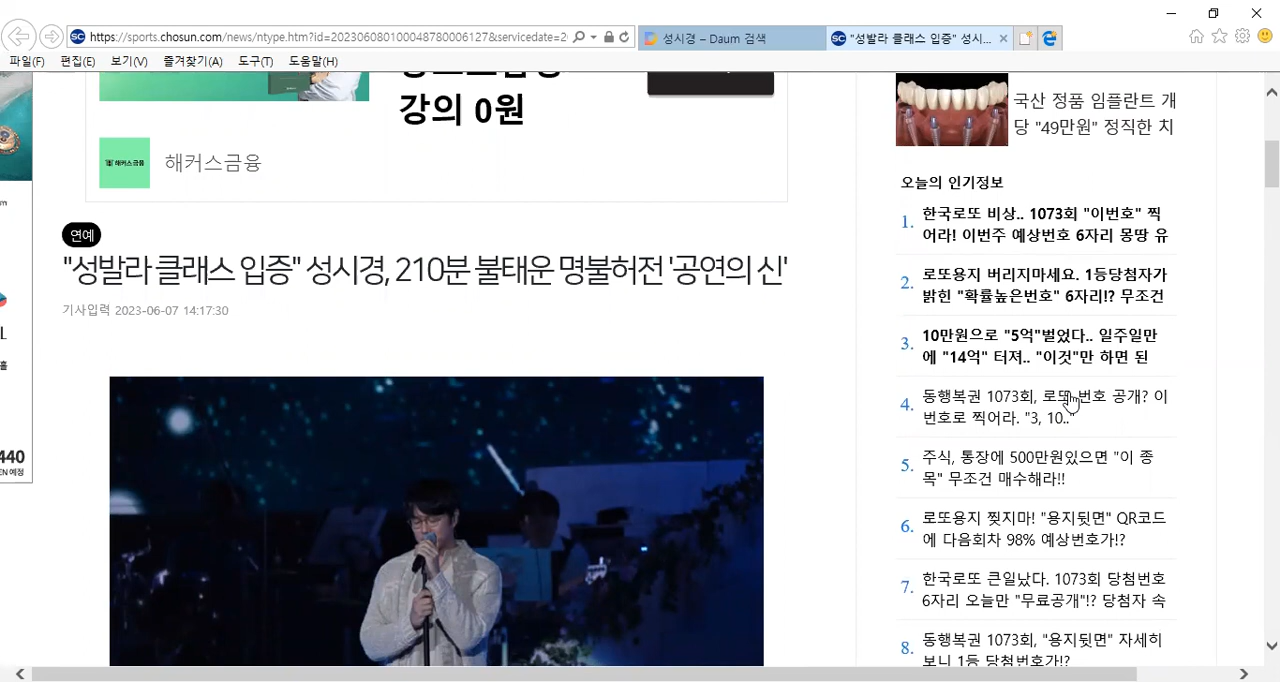 https://sports.chosun.com/news/ntype.htm?id=202306080100048780006127&servicedate=2
성시경 – Daum 검색
"성발라 클래스 입증" 성시...
파일(F) 편집(E) 보기(V) 즐겨찾기(A) 도구(T) 도움말(H)
강의 0원
해커스금융
해커스금융
연예
"성발라 클래스 입증" 성시경, 210분 불태운 명불허전 '공연의 신'
기사입력 2023-06-07 14:17:30
440
EN 예정
국산 정품 임플란트 개
당 "49만원" 정직한 치
오늘의 인기정보
1. 한국로또 비상.. 1073회 "이번호" 찍
어라! 이번주 예상번호 6자리 몽땅 유
2. 로또용지 버리지마세요. 1등당첨자가
밝힌 "확률높은번호" 6자리!? 무조건
3. 10만원으로 "5억"벌었다.. 일주일만
에 "14억" 터져.. "이것"만 하면 된
4. 동행복권 1073회, 로또 번호 공개? 이
번호로 찍어라. "3, 10.."
5. 주식, 통장에 500만원있으면 "이 종
목" 무조건 매수해라!!
6. 로또용지 찢지마! "용지뒷면" QR코드
에 다음회차 98% 예상번호가!?
7. 한국로또 큰일났다. 1073회 당첨번호
6자리 오늘만 "무료공개"!? 당첨자 속
8. 동행복권 1073회, "용지뒷면" 자세히
보니 1등 당첨번호가!?